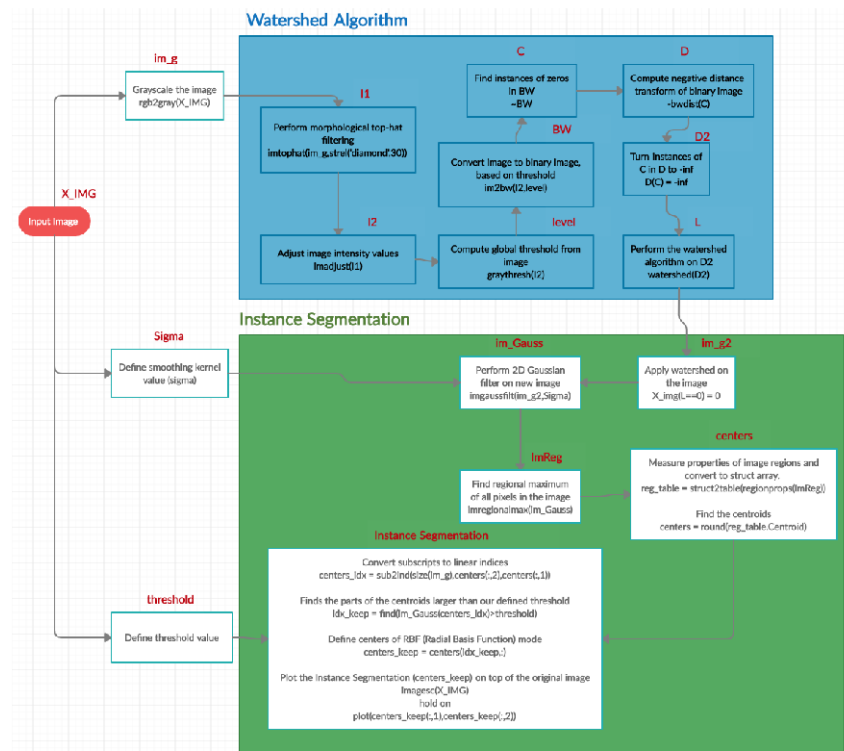 Watershed Algorithm
im_g
Grayscale the image
rgb2gray(X_IMG)
I1
Perform morphological top-hat
filtering
imtophat(im_g,strel('diamond',30))
C
Find instances of zeros
in BW
~BW
D
Compute negative distance
transform of binary image
-bwdist(C)
BW
Convert image to binary image,
based on threshold
im2bw(I2,level)
D2
Turn instances of
C in D to -inf
D(C) = -inf
X_IMG
Input Image
I2
Adjust image intensity values
imadjust(I1)
level
Compute global threshold from
image
graythresh(I2)
L
Perform the watershed
algorithm on D2
watershed(D2)
Instance Segmentation
Sigma
Define smoothing kernel
value (sigma)
im_Gauss
Perform 2D Gaussian
filter on new image
imgaussfilt(im_g2,Sigma)
im_g2
Apply watershed on
the image
X_img(L==0) = 0
ImReg
Find regional maximum
of all pixels in the image
imregionalmax(im_Gauss)
centers
Measure properties of image regions and
convert to struct array.
reg_table = struct2table(regionprops(ImReg))
Find the centroids
centers = round(reg_table.Centroid)
Instance Segmentation
Convert subscripts to linear indices
centers_idx = sub2ind(size(im_g),centers(:,2),centers(:,1))
Finds the parts of the centroids larger than our defined threshold
idx_keep = find(im_Gauss(centers_idx)>threshold)
Define centers of RBF (Radial Basis Function) mode
centers_keep = centers(idx_keep,:)
Plot the Instance Segmentation (centers_keep) on top of the original image
imagesc(X_IMG)
hold on
plot(centers_keep(:,1),centers_keep(:,2))
threshold
Define threshold value